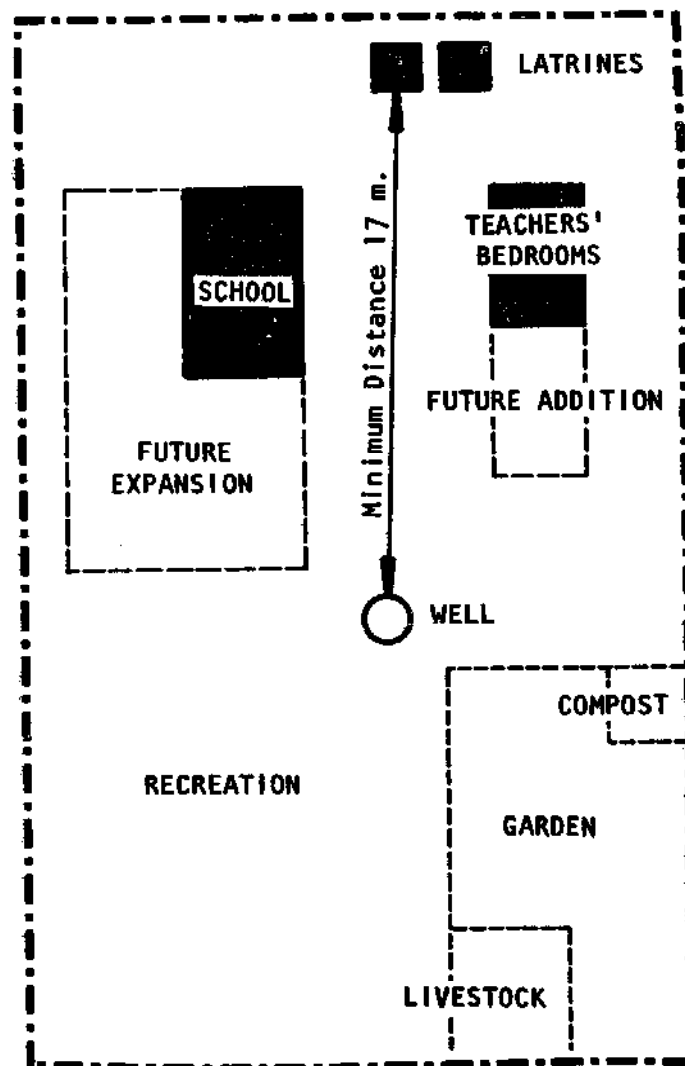 LATRINES
TEACHERS'
BEDROOMS
SCHOOL
Minimum Distance 17 m.
FUTURE ADDITION
FUTURE
EXPANSION
WELL
COMPOST
RECREATION
GARDEN
LIVESTOCK